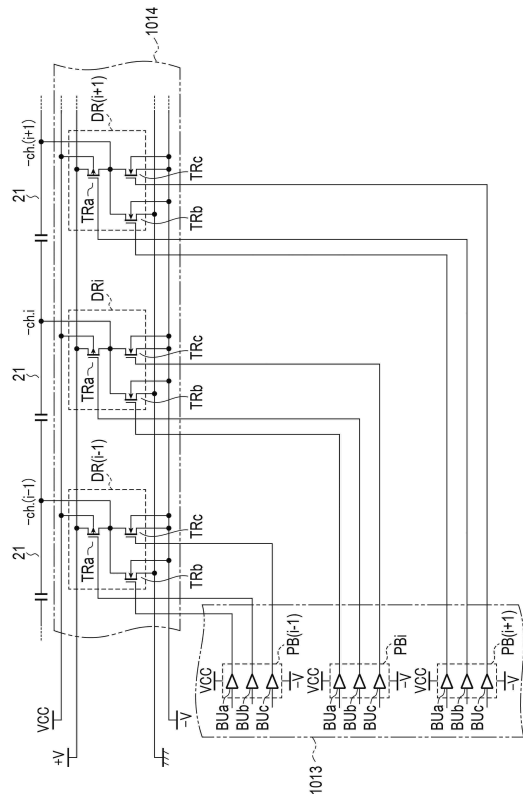 1014
-ch.(i-1)
-ch.i
-ch.(i+1)
21
21
21
VCC
+V
-V
DR(i-1)
DRi
DR(i+1)
TRa
TRa
TRa
TRb
TRc
TRb
TRc
TRb
TRc
PB(i-1)
VCC
BUa
BUb
BUc
-V
PBi
VCC
BUa
BUb
BUc
-V
PB(i+1)
VCC
BUa
BUb
BUc
-V
1013